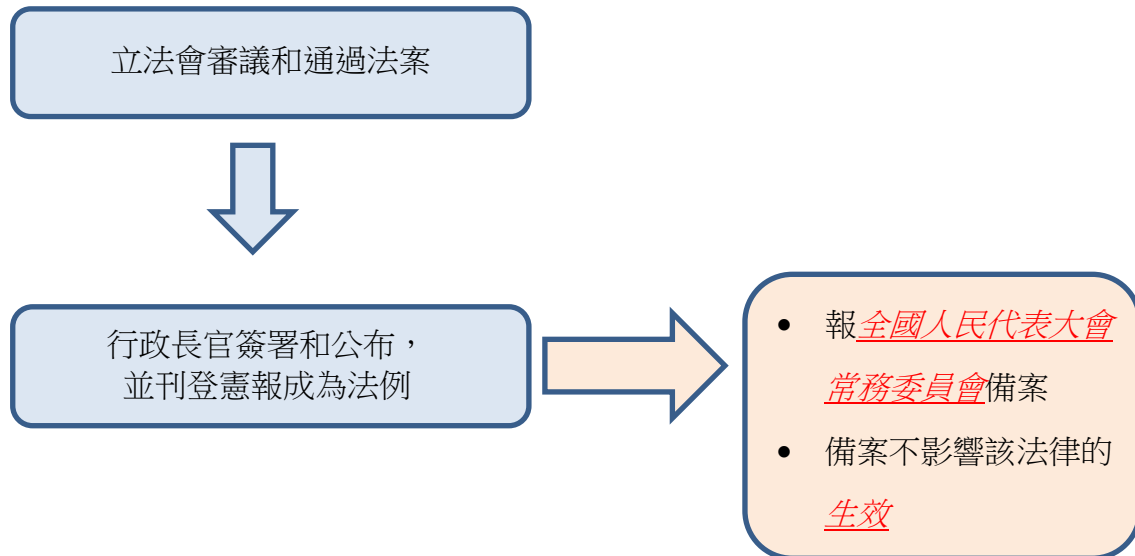 立法會審議和通過法案
行政長官簽署和公布，
並刊登憲報成為法例
• 報全國人民代表大會
常務委員會備案
• 備案不影響該法律的
生效